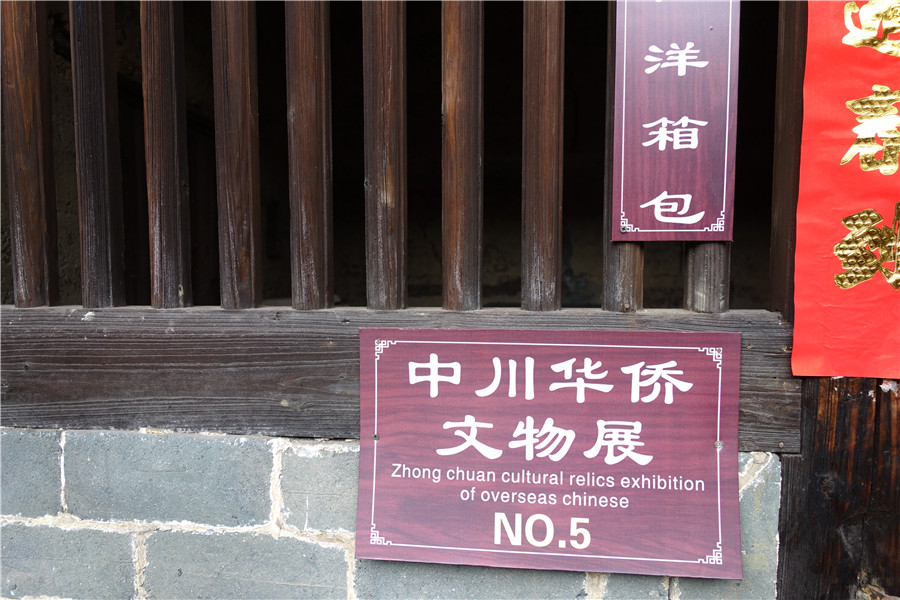 洋箱包
中川华侨
文物展
Zhong chuan cultural relics exhibition
of overseas chinese
NO.5